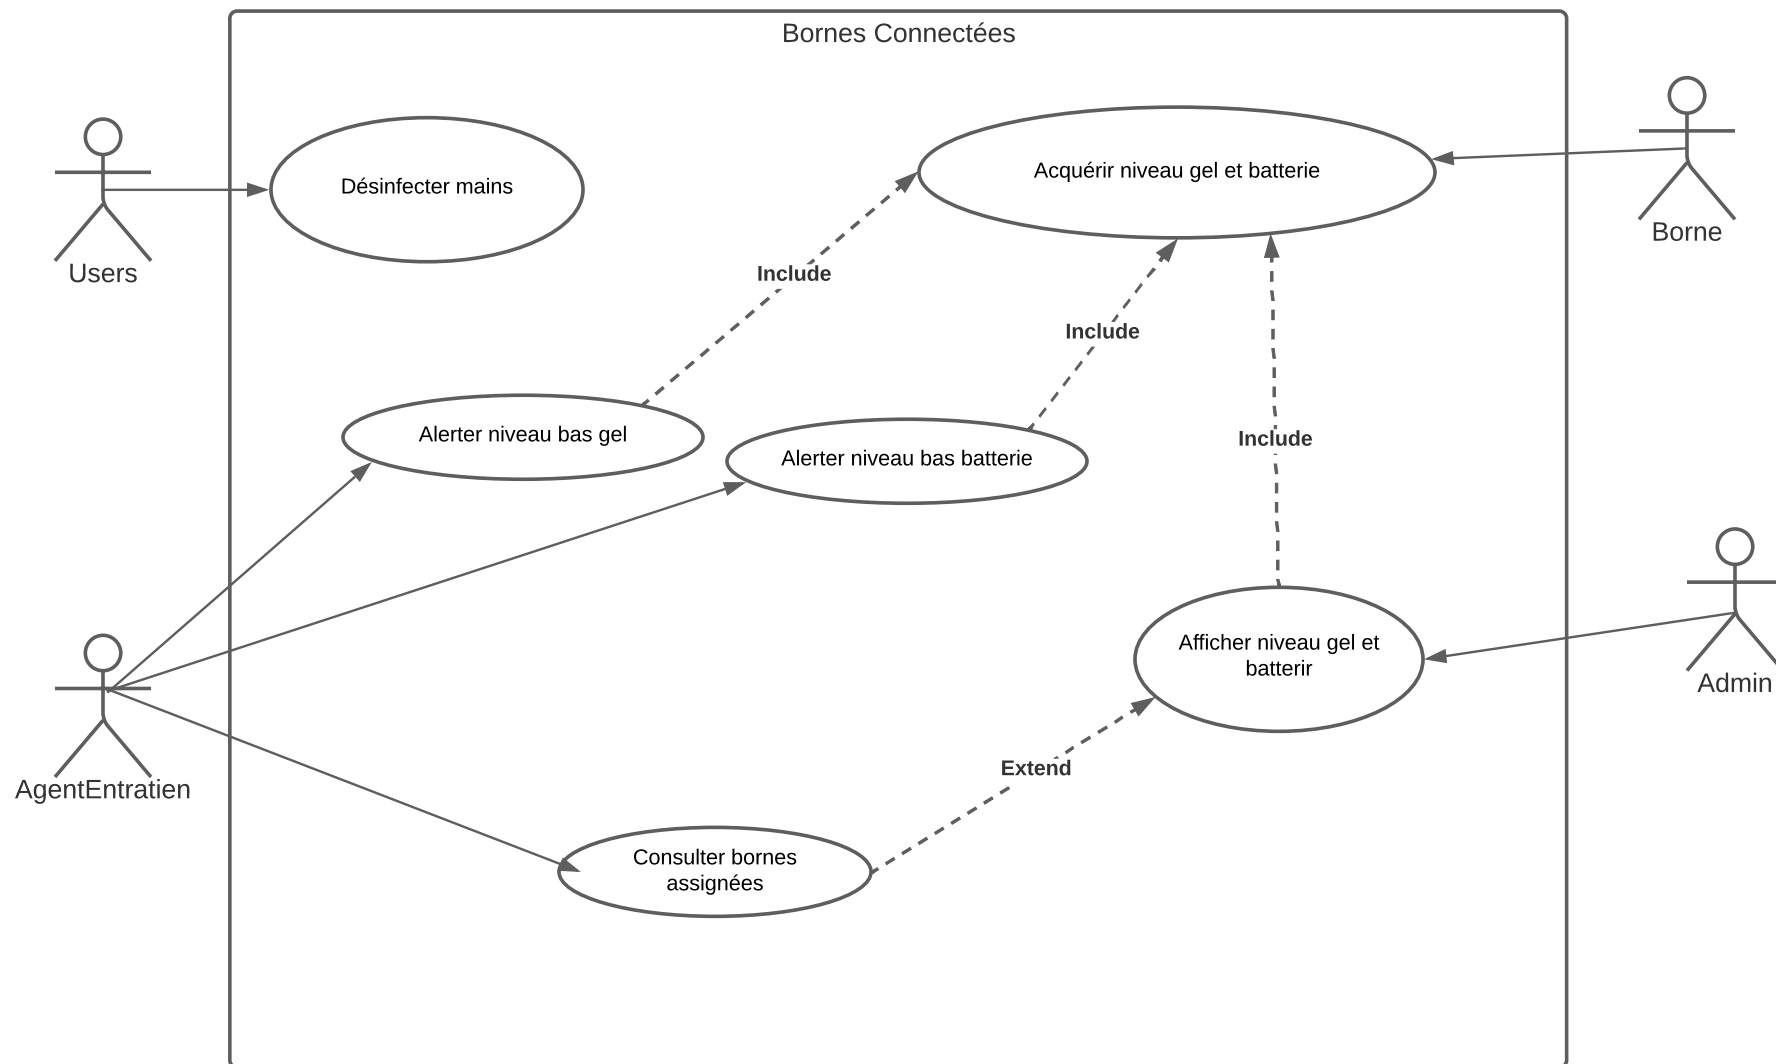 Bornes Connectées
Désinfecter mains
Acquérir niveau gel et batterie
Users
Borne
Include
Include
Include
Alerter niveau bas gel
Alerter niveau bas batterie
Afficher niveau gel et
batterir
Admin
AgentEntratien
Extend
Consulter bornes
assignées